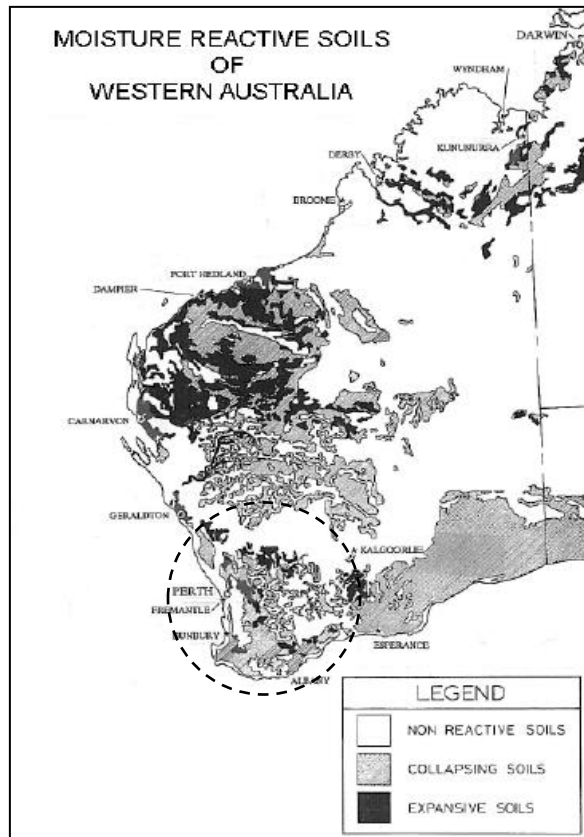 MOISTURE REACTIVE SOILS
OF
WESTERN AUSTRALIA
DARWIN
WYNDHAM
KUNUNURRA
DERBY
BROOME
PORT HEDLAND
DAMPIER
CARNARVON
GERALDTON
KALGOORLIE
PERTH
FREMANTLE
BUNBURY
ESPERANCE
ALBANY
LEGEND
NON REACTIVE SOILS
COLLAPSING SOILS
EXPANSIVE SOILS